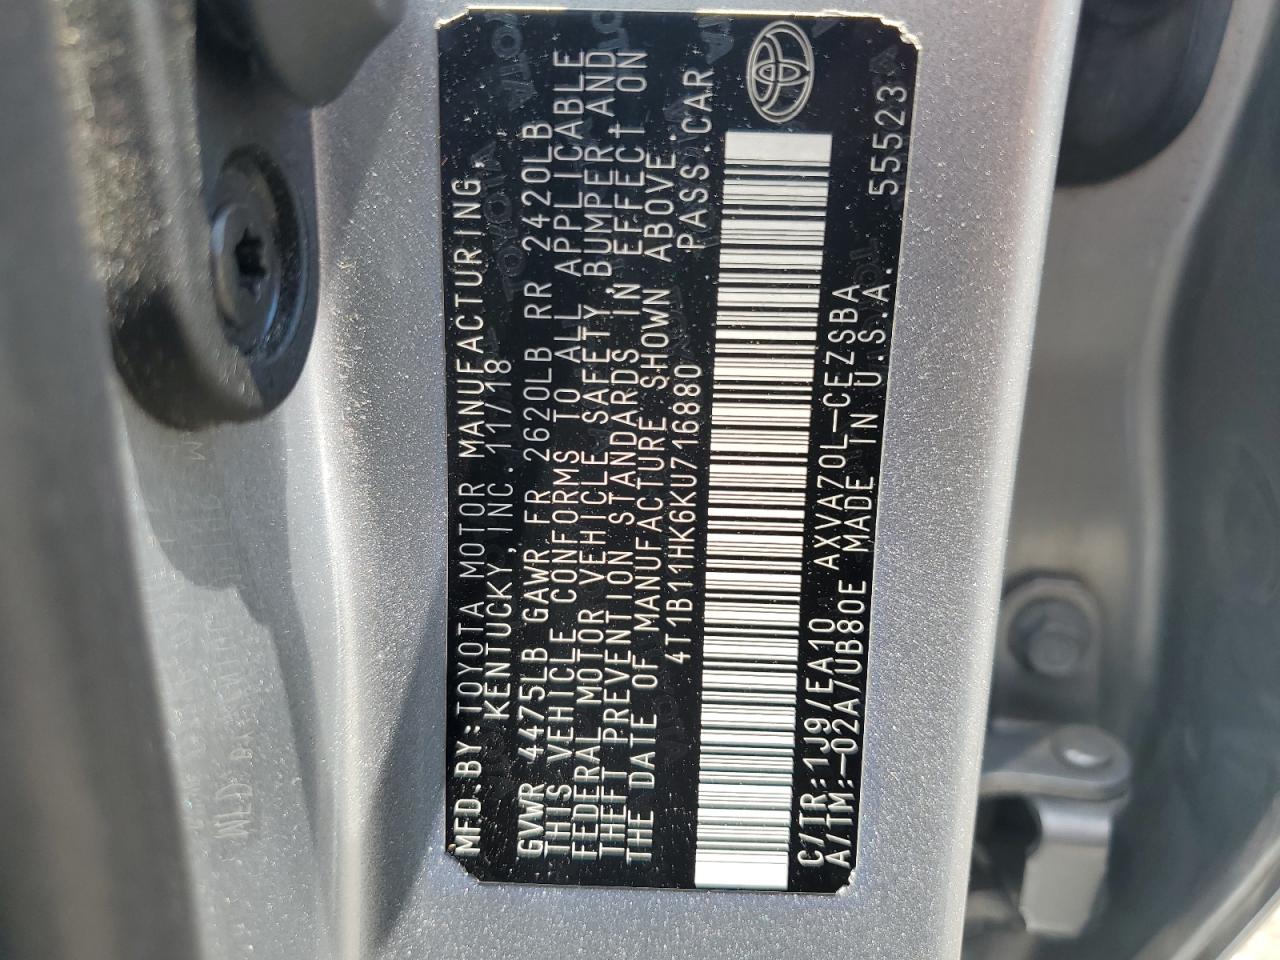 MFD.BY:TOYOTA MOTOR MANUFACTURING,
KENTUCKY,INC. 11/18
GVWR 4475LB GAWR FR 2620LB RR 2420LB
THIS VEHICLE CONFORMS TO ALL APPLICABLE
FEDERAL MOTOR VEHICLE SAFETY, BUMPER, AND
THEFT PREVENTION STANDARDS IN EFFECT ON
THE DATE OF MANUFACTURE SHOWN ABOVE.
4T1B11HK6KU716880 PASS.CAR
C/TR:1J9/EA10 AXVA70L-CEZSBA
A/TM:-02A/UB80E MADE IN U.S.A. 55523